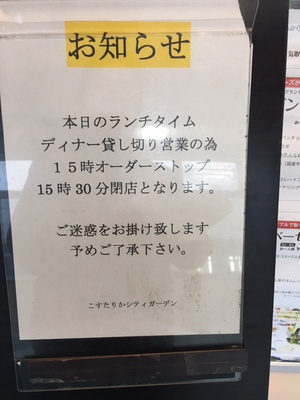 お知らせ
本日のランチタイム
ディナー貸し切り営業の為
１５時オーダーストップ
15時30分閉店となります。
ご迷惑をお掛け致します
予めご了承下さい。
こすたりかシティガーデン